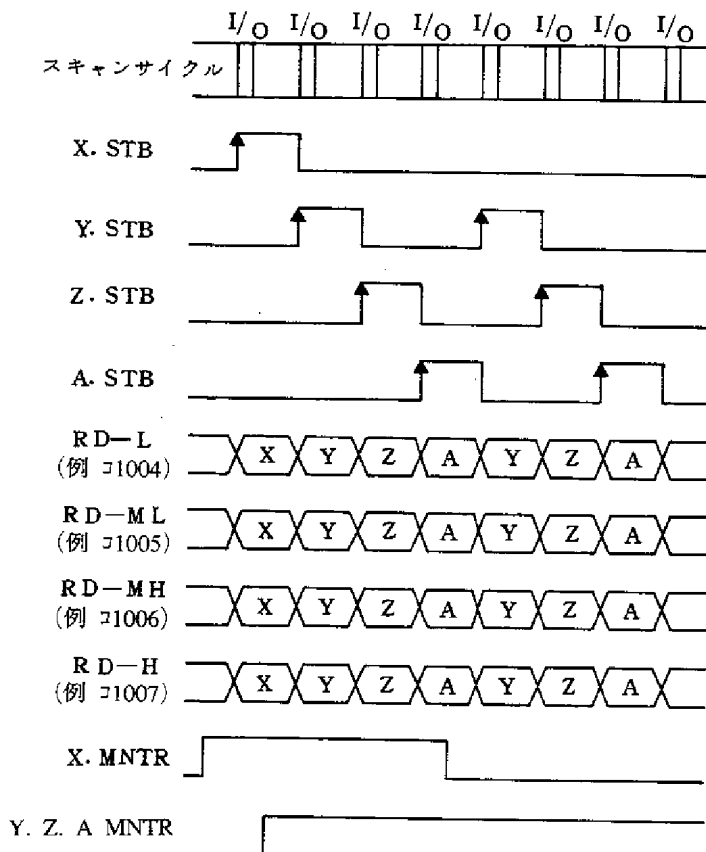 I/O I/O I/O I/O I/O I/O I/O I/O
スキャンサイクル
X. STB
Y. STB
Z. STB
A. STB
RD-L
X Y Z A Y Z A
(例 コ1004)
RD-ML
X Y Z A Y Z A
(例 コ1005)
RD-MH
X Y Z A Y Z A
(例 コ1006)
RD-H
X Y Z A Y Z A
(例 コ1007)
X. MNTR
Y. Z. A MNTR